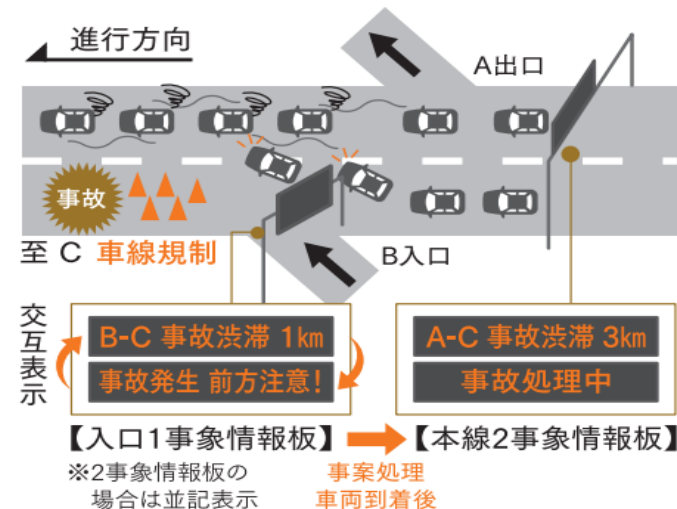 進行方向
A出口
事故
至 C 車線規制
B入口
交互表示
B-C 事故渋滞 1km
事故発生 前方注意!
A-C 事故渋滞 3km
事故処理中
【入口1事象情報板】
【本線2事象情報板】
※2事象情報板の
場合は並記表示
事案処理
車両到着後